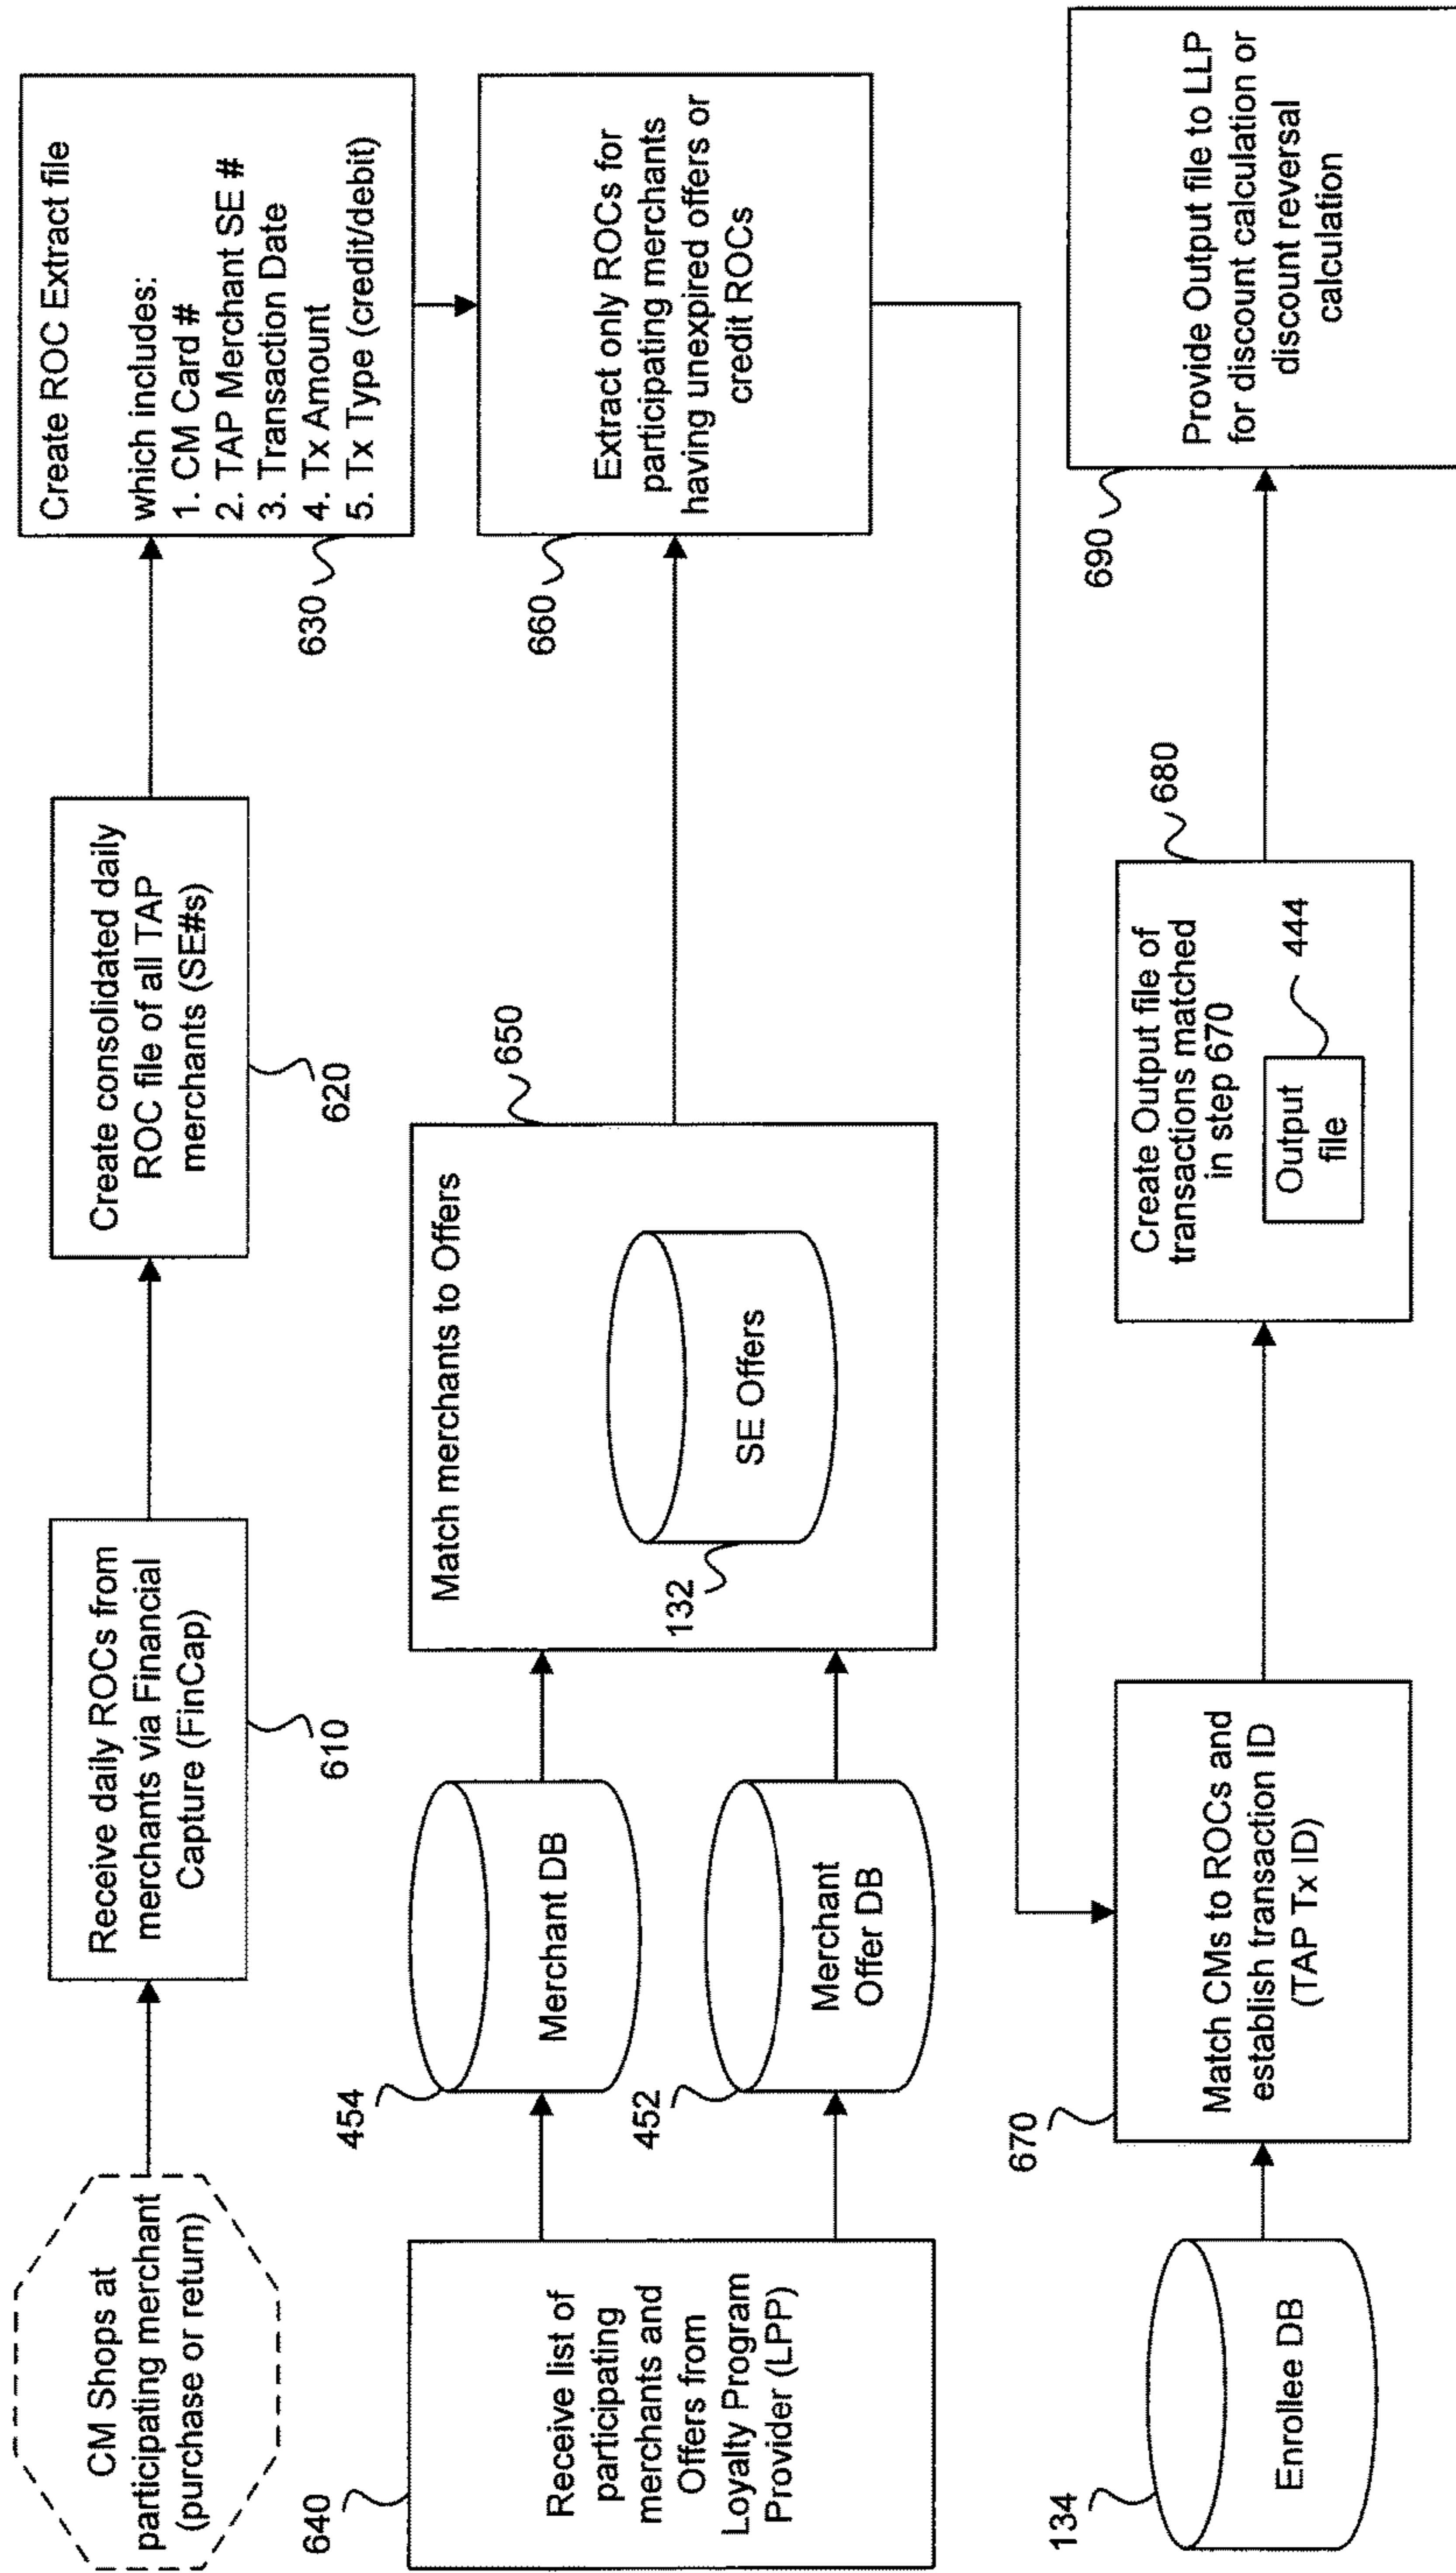 CM Shops at
participating merchant
(purchase or return)
Receive daily ROCs from
merchants via Financial
Capture (FinCap)
610
Create consolidated daily
ROC file of all TAP
merchants (SE#s)
620
Create ROC Extract file
which includes:
1. CM Card #
2. TAP Merchant SE #
3. Transaction Date
4. Tx Amount
5. Tx Type (credit/debit)
630
640
Receive list of
participating
merchants and
Offers from
Loyalty Program
Provider (LPP)
454
Merchant DB
452
Merchant
Offer DB
Match merchants to Offers
650
132
SE Offers
660
Extract only ROCs for
participating merchants
having unexpired offers or
credit ROCs
134
Enrollee DB
670
Match CMs to ROCs and
establish transaction ID
(TAP Tx ID)
680
Create Output file of
transactions matched
in step 670
444
Output
file
690
Provide Output file to LLP
for discount calculation or
discount reversal
calculation